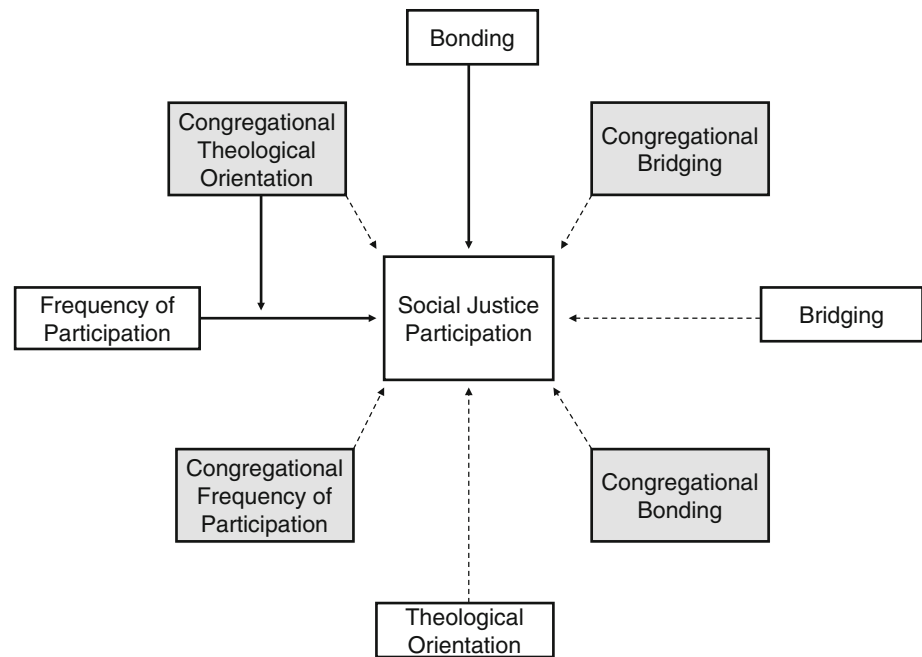 Bonding
Congregational
Theological
Orientation
Congregational
Bridging
Frequency of
Participation
Social Justice
Participation
Bridging
Congregational
Frequency of
Participation
Congregational
Bonding
Theological
Orientation